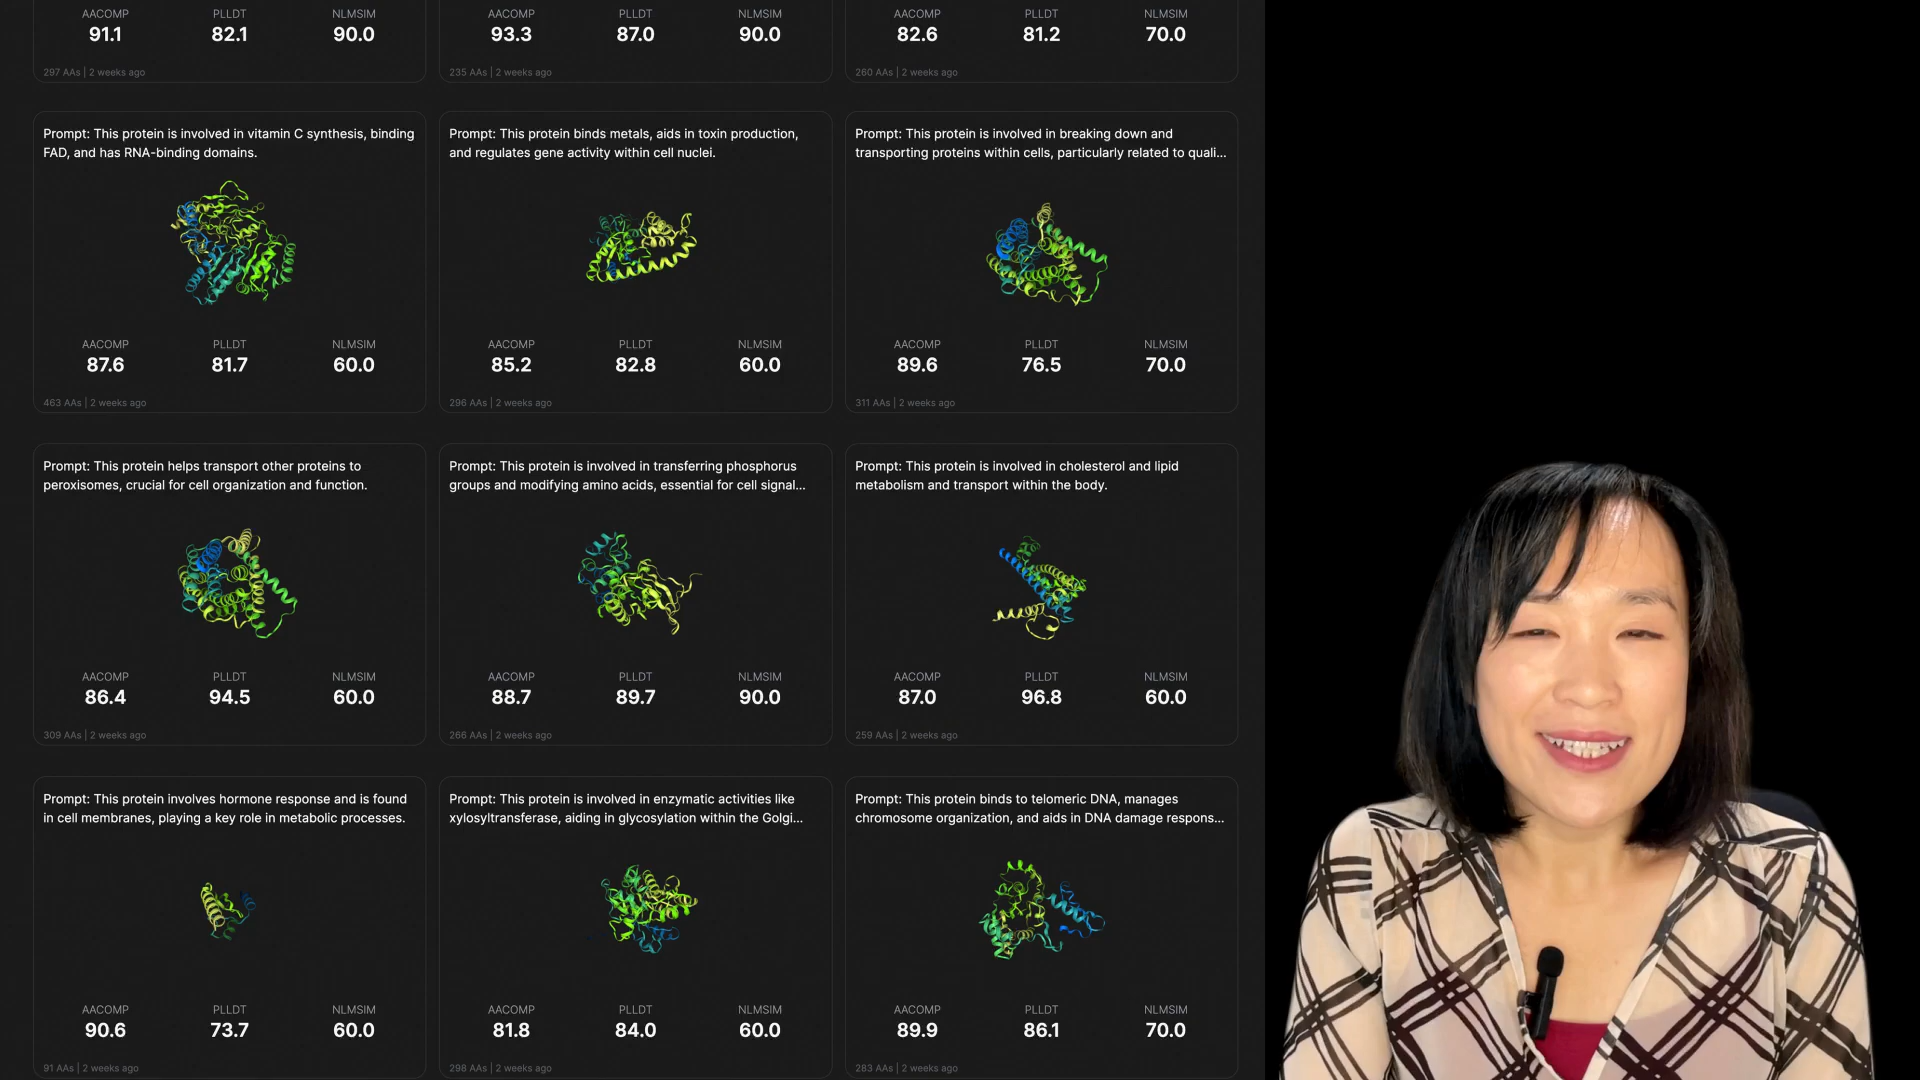 AACOMP PLLDT NLMSIM AACOMP PLLDT NLMSIM AACOMP PLLDT NLMSIM
91.1 82.1 90.0 93.3 87.0 90.0 82.6 81.2 70.0
297 AAs | 2 weeks ago 235 AAs | 2 weeks ago 260 AAs | 2 weeks ago
Prompt: This protein is involved in vitamin C synthesis, binding
FAD, and has RNA-binding domains.
AACOMP PLLDT NLMSIM
87.6 81.7 60.0
463 AAs | 2 weeks ago
Prompt: This protein binds metals, aids in toxin production,
and regulates gene activity within cell nuclei.
AACOMP PLLDT NLMSIM
85.2 82.8 60.0
296 AAs | 2 weeks ago
Prompt: This protein is involved in breaking down and
transporting proteins within cells, particularly related to quali...
AACOMP PLLDT NLMSIM
89.6 76.5 70.0
311 AAs | 2 weeks ago
Prompt: This protein helps transport other proteins to
peroxisomes, crucial for cell organization and function.
AACOMP PLLDT NLMSIM
86.4 94.5 60.0
309 AAs | 2 weeks ago
Prompt: This protein is involved in transferring phosphorus
groups and modifying amino acids, essential for cell signal...
AACOMP PLLDT NLMSIM
88.7 89.7 90.0
266 AAs | 2 weeks ago
Prompt: This protein is involved in cholesterol and lipid
metabolism and transport within the body.
AACOMP PLLDT NLMSIM
87.0 96.8 60.0
259 AAs | 2 weeks ago
Prompt: This protein involves hormone response and is found
in cell membranes, playing a key role in metabolic processes.
AACOMP PLLDT NLMSIM
90.6 73.7 60.0
91 AAs | 2 weeks ago
Prompt: This protein is involved in enzymatic activities like
xylosyltransferase, aiding in glycosylation within the Golgi...
AACOMP PLLDT NLMSIM
81.8 84.0 60.0
298 AAs | 2 weeks ago
Prompt: This protein binds to telomeric DNA, manages
chromosome organization, and aids in DNA damage respons...
AACOMP PLLDT NLMSIM
89.9 86.1 70.0
283 AAs | 2 weeks ago